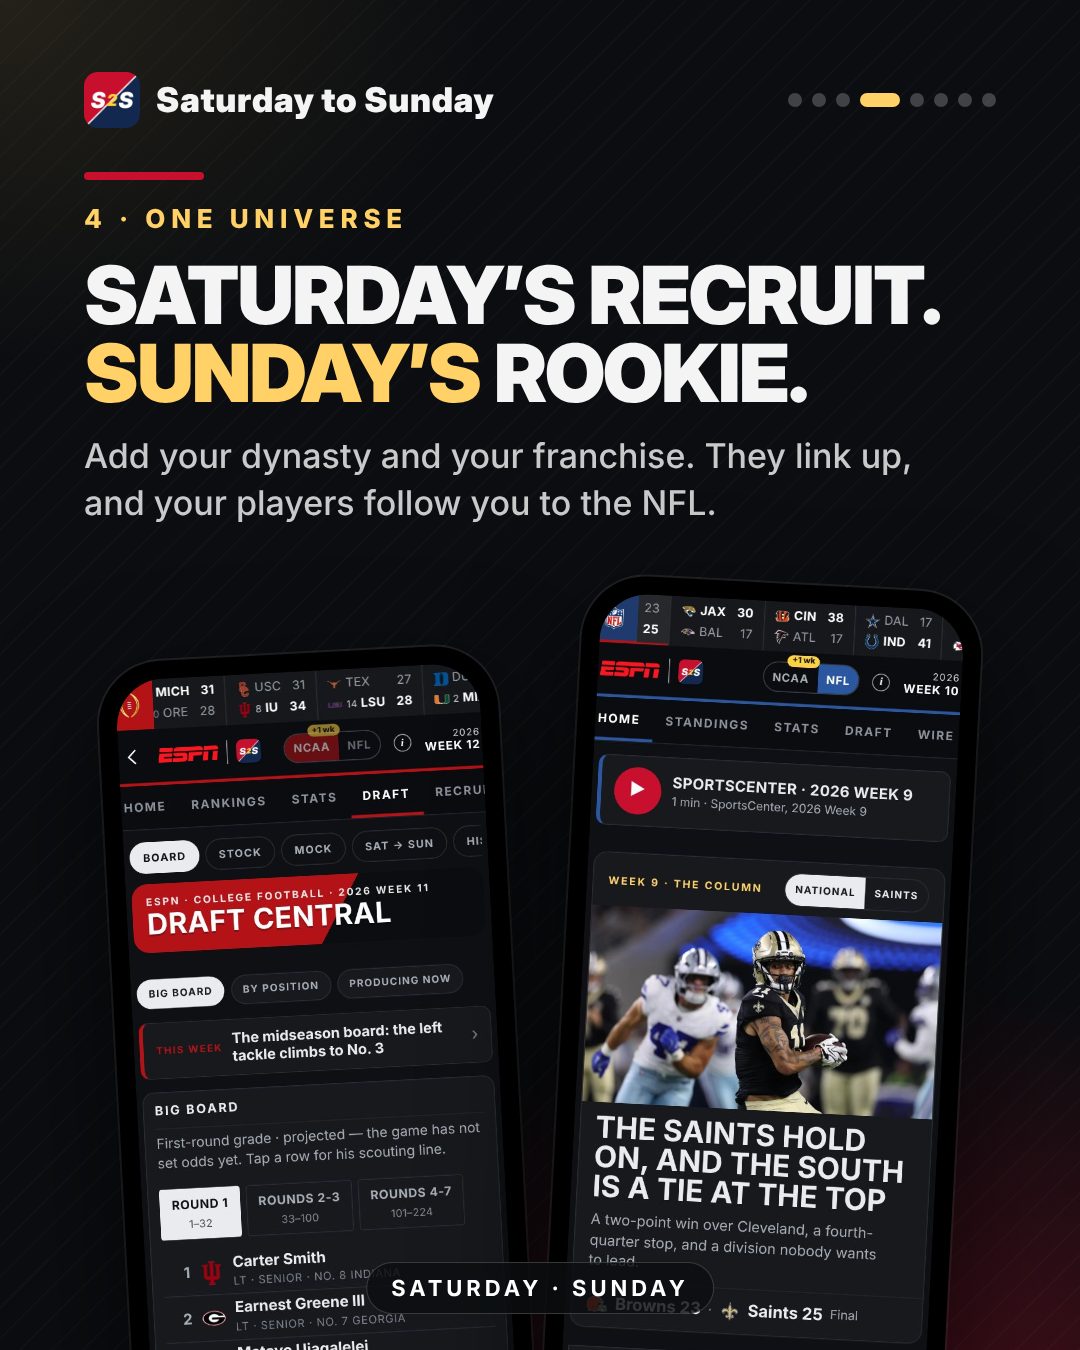 S2S Saturday to Sunday
4 · ONE UNIVERSE
SATURDAY’S RECRUIT.
SUNDAY’S ROOKIE.
Add your dynasty and your franchise. They link up,
and your players follow you to the NFL.
MICH 31 USC 31 TEX 27
ORE 28 8 IU 34 14 LSU 28 2
ESPN S2S +1 wk NCAA NFL i 2026
WEEK 12
HOME RANKINGS STATS DRAFT
BOARD STOCK MOCK SAT → SUN
ESPN · COLLEGE FOOTBALL · 2026 WEEK 11
DRAFT CENTRAL
BIG BOARD BY POSITION PRODUCING NOW
THIS WEEK The midseason board: the left
tackle climbs to No. 3
BIG BOARD
First-round grade · projected — the game has not
set odds yet. Tap a row for his scouting line.
ROUND 1 ROUNDS 2-3 ROUNDS 4-7
1–32 33–100 101–224
1 Carter Smith
LT · SENIOR · NO. 8 INDIANA
2 Earnest Greene III
LT · SENIOR · NO. 7 GEORGIA
NFL 23 JAX 30 CIN 38 DAL 17
25 BAL 17 ATL 17 IND 41
ESPN S2S +1 wk NCAA NFL i 2026
WEEK 10
HOME STANDINGS STATS DRAFT WIRE
SPORTSCENTER · 2026 WEEK 9
1 min · SportsCenter, 2026 Week 9
WEEK 9 · THE COLUMN NATIONAL SAINTS
THE SAINTS HOLD
ON, AND THE SOUTH
IS A TIE AT THE TOP
A two-point win over Cleveland, a fourth-
quarter stop, and a division nobody wants
to lead.
Browns 23 · Saints 25 Final
SATURDAY · SUNDAY